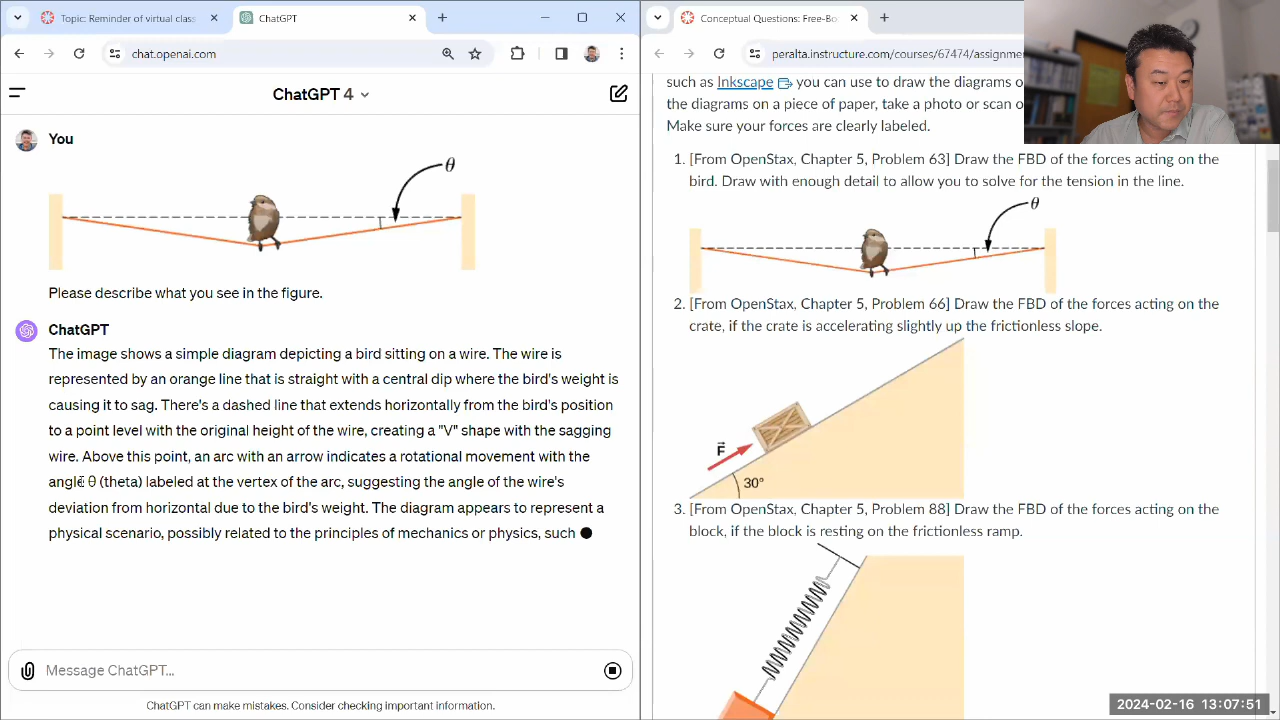 Topic: Reminder of virtual class
ChatGPT
chat.openai.com
ChatGPT 4
You
θ
Please describe what you see in the figure.
ChatGPT
The image shows a simple diagram depicting a bird sitting on a wire. The wire is
represented by an orange line that is straight with a central dip where the bird's weight is
causing it to sag. There's a dashed line that extends horizontally from the bird's position
to a point level with the original height of the wire, creating a "V" shape with the sagging
wire. Above this point, an arc with an arrow indicates a rotational movement with the
angle θ (theta) labeled at the vertex of the arc, suggesting the angle of the wire's
deviation from horizontal due to the bird's weight. The diagram appears to represent a
physical scenario, possibly related to the principles of mechanics or physics, such
Message ChatGPT...
ChatGPT can make mistakes. Consider checking important information.
Conceptual Questions: Free-Bo
peralta.instructure.com/courses/67474/assignme
such as Inkscape you can use to draw the diagrams o
the diagrams on a piece of paper, take a photo or scan o
Make sure your forces are clearly labeled.
1. [From OpenStax, Chapter 5, Problem 63] Draw the FBD of the forces acting on the
bird. Draw with enough detail to allow you to solve for the tension in the line.
θ
2. [From OpenStax, Chapter 5, Problem 66] Draw the FBD of the forces acting on the
crate, if the crate is accelerating slightly up the frictionless slope.
F⃗
30°
3. [From OpenStax, Chapter 5, Problem 88] Draw the FBD of the forces acting on the
block, if the block is resting on the frictionless ramp.
2024-02-16 13:07:51